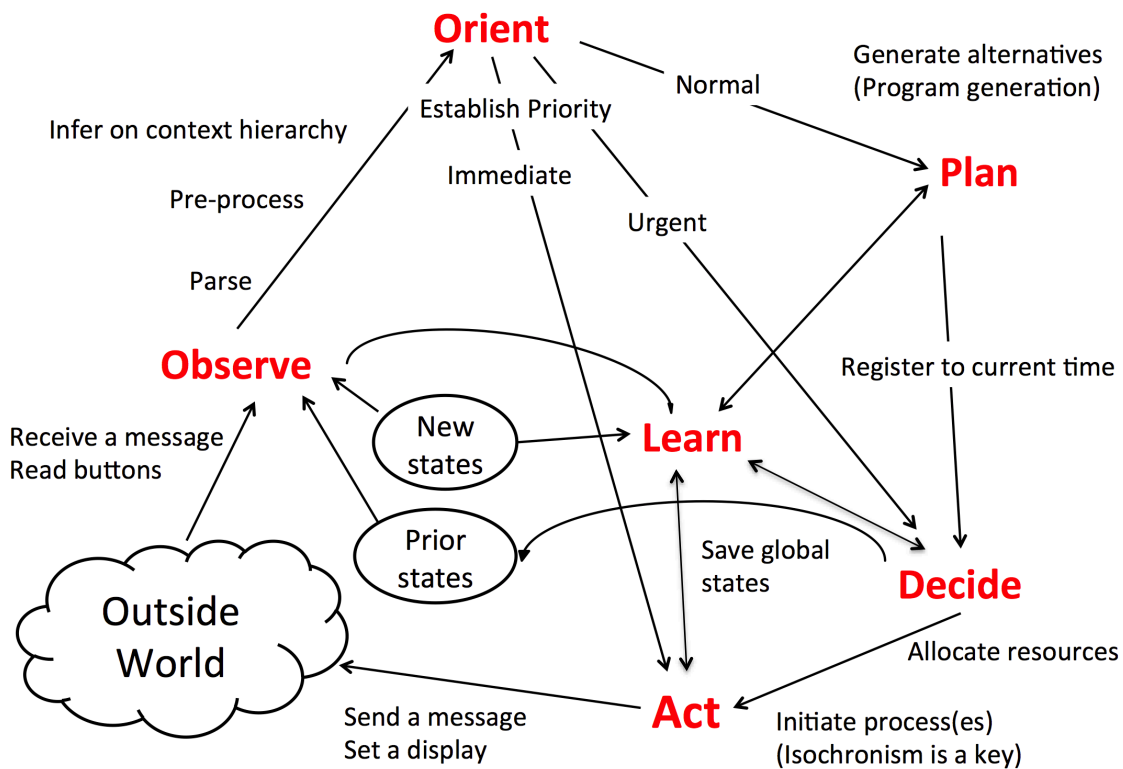 Orient
Generate alternatives
(Program generation)
Normal
Establish Priority
Infer on context hierarchy
Immediate
Plan
Pre-process
Urgent
Parse
Observe
Register to current time
Receive a message
Read buttons
New
states
Learn
Prior
states
Save global
states
Decide
Outside
World
Allocate resources
Act
Send a message
Set a display
Initiate process(es)
(Isochronism is a key)